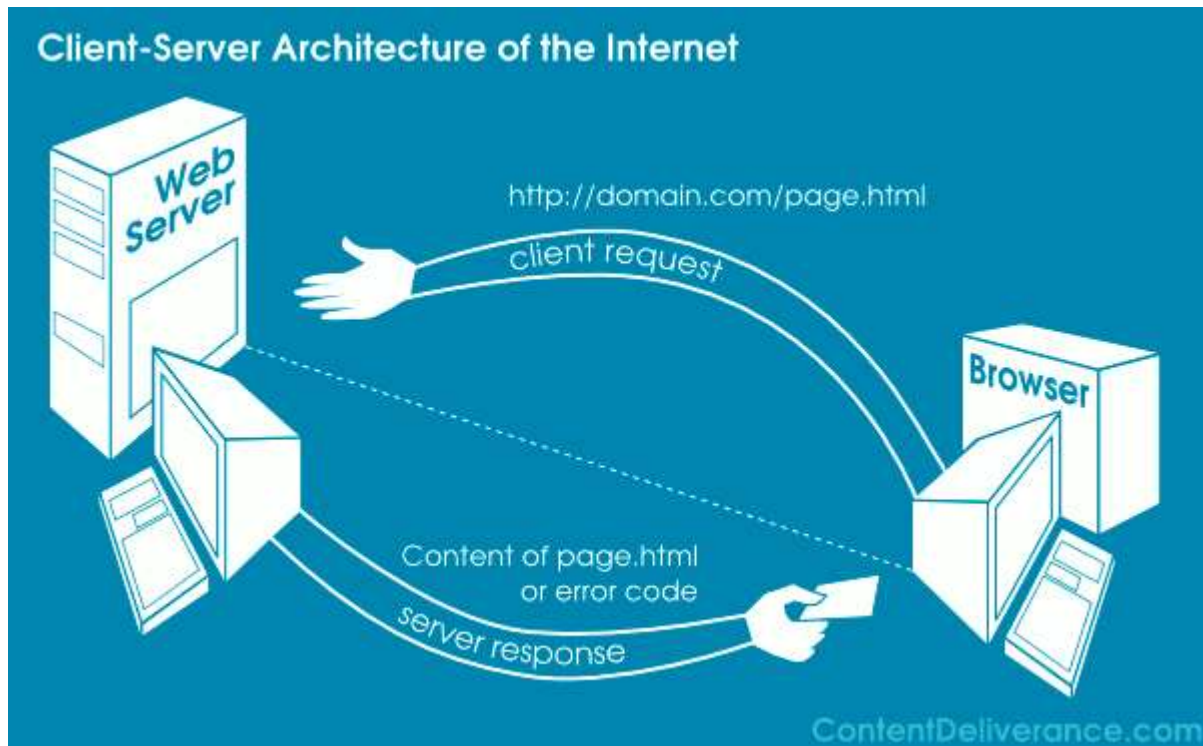 Client-Server Architecture of the Internet
Web
Server
http://domain.com/page.html
client request
Browser
Content of page.html
or error code
server response
ContentDeliverance.com